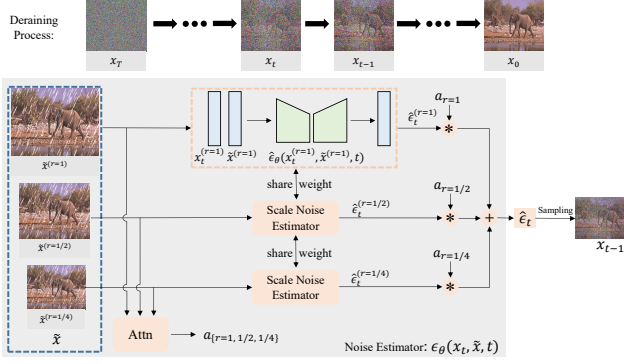 Deraining
Process:
x_T
x_t
x_{t-1}
x_0
x̃^{(r=1)}
x̃^{(r=1/2)}
x̃^{(r=1/4)}
x̃
x_t^{(r=1)} x̃^{(r=1)} ε̂_θ(x_t^{(r=1)}, x̃^{(r=1)}, t)
ε̂_t^{(r=1)}
a_{r=1}
*
share weight
Scale Noise
Estimator
ε̂_t^{(r=1/2)}
a_{r=1/2}
*
+
ε̂_t
Sampling
x_{t-1}
share weight
Scale Noise
Estimator
ε̂_t^{(r=1/4)}
a_{r=1/4}
*
Attn
a_{{r=1, 1/2, 1/4}}
Noise Estimator: ϵ_θ(x_t, x̃, t)